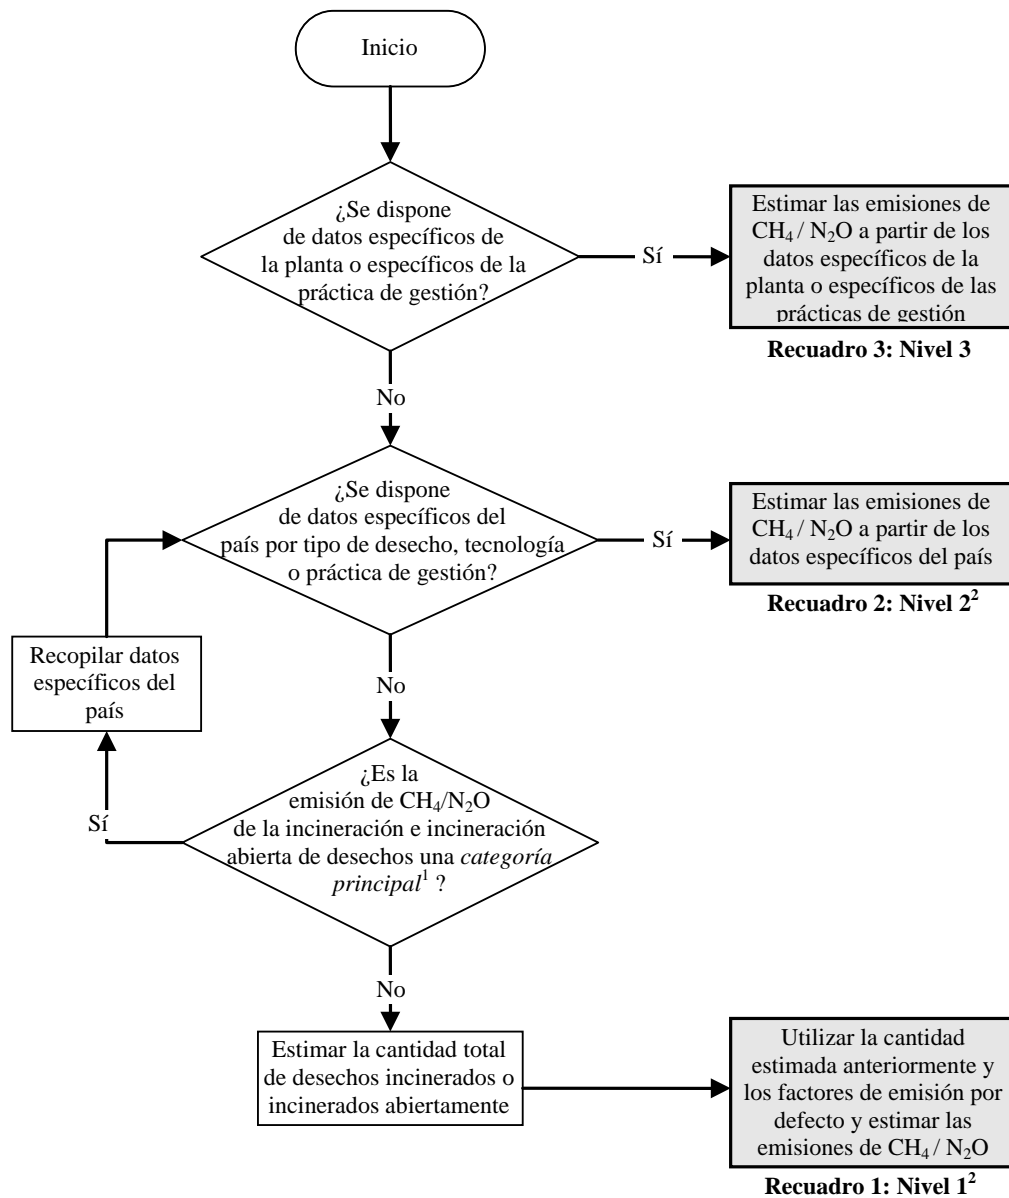 Inicio
¿Se dispone
de datos específicos de
la planta o específicos de la
práctica de gestión?
Sí
Estimar las emisiones de
CH₄ / N₂O a partir de los
datos específicos de la
planta o específicos de las
prácticas de gestión
Recuadro 3: Nivel 3
No
¿Se dispone
de datos específicos del
país por tipo de desecho, tecnología
o práctica de gestión?
Sí
Estimar las emisiones de
CH₄ / N₂O a partir de los
datos específicos del país
Recuadro 2: Nivel 2²
Recopilar datos
específicos del
país
No
¿Es la
emisión de CH₄/N₂O
de la incineración e incineración
abierta de desechos una categoría
principal¹ ?
Sí
No
Estimar la cantidad total
de desechos incinerados o
incinerados abiertamente
Utilizar la cantidad
estimada anteriormente y
los factores de emisión por
defecto y estimar las
emisiones de CH₄ / N₂O
Recuadro 1: Nivel 1²